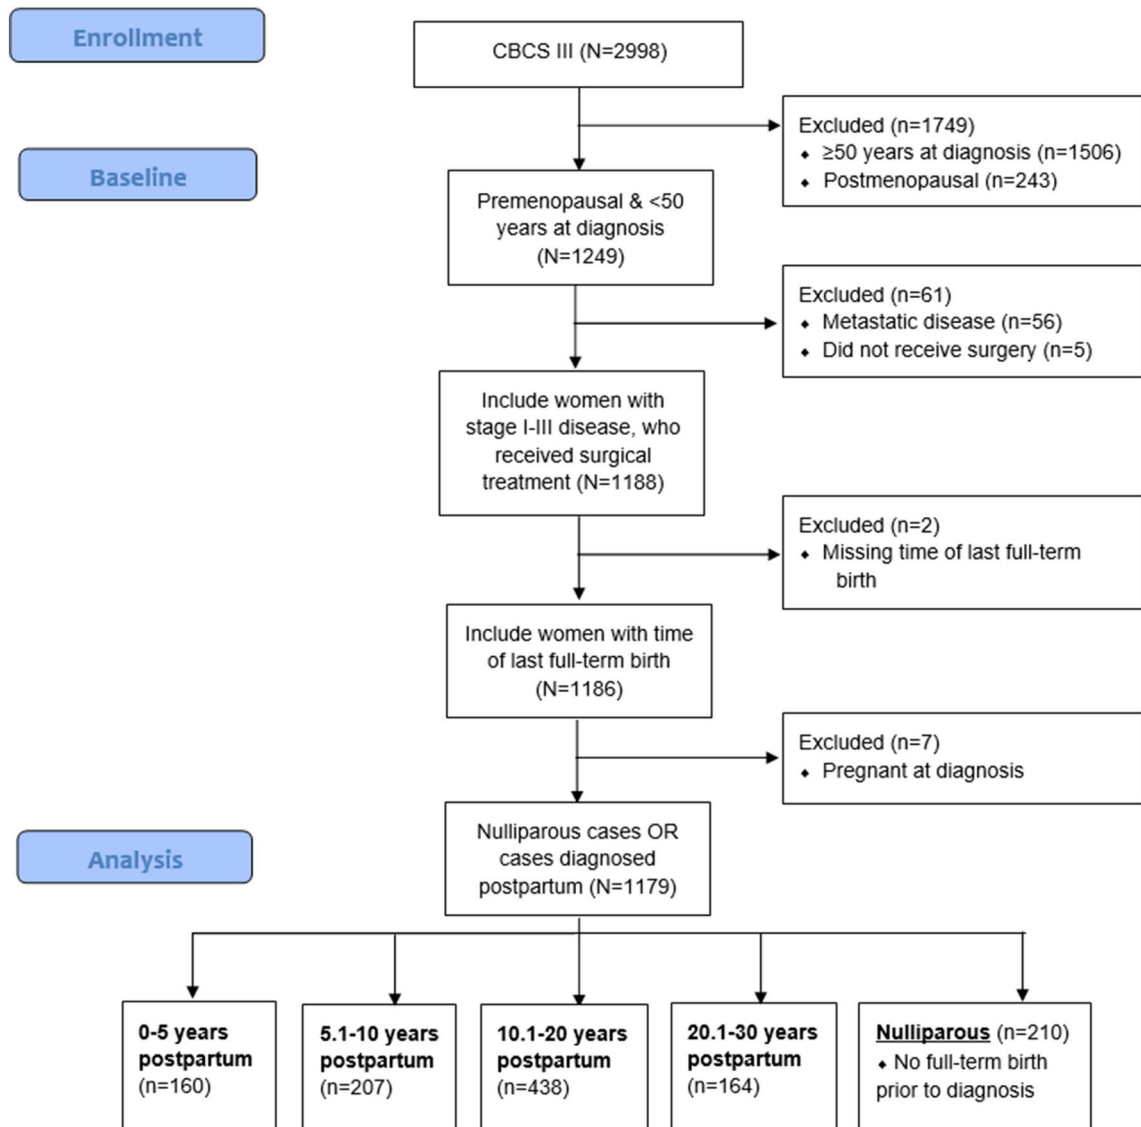 Enrollment
CBCS III (N=2998)
Excluded (n=1749)
⬥ ≥50 years at diagnosis (n=1506)
⬥ Postmenopausal (n=243)
Baseline
Premenopausal & <50
years at diagnosis
(N=1249)
Excluded (n=61)
⬥ Metastatic disease (n=56)
⬥ Did not receive surgery (n=5)
Include women with
stage I-III disease, who
received surgical
treatment (N=1188)
Excluded (n=2)
⬥ Missing time of last full-term
birth
Include women with time
of last full-term birth
(N=1186)
Excluded (n=7)
⬥ Pregnant at diagnosis
Analysis
Nulliparous cases OR
cases diagnosed
postpartum (N=1179)
0-5 years
postpartum
(n=160)
5.1-10 years
postpartum
(n=207)
10.1-20 years
postpartum
(n=438)
20.1-30 years
postpartum
(n=164)
Nulliparous (n=210)
⬥ No full-term birth
prior to diagnosis